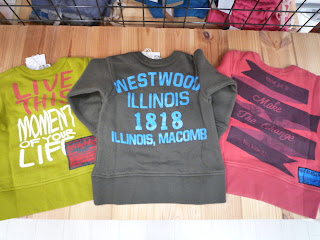 LIVE
THIS
MOMENT
OF YOUR
LIFE
WESTWOOD
ILLINOIS
1818
ILLINOIS, MACOMB
Make
The Change